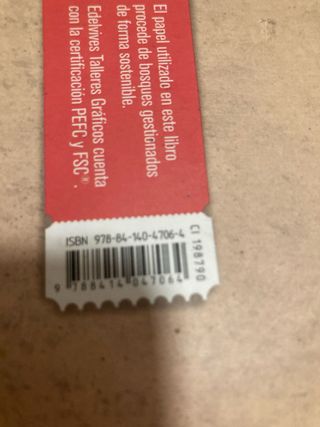 El papel utilizado en este libro
procede de bosques gestionados
de forma sostenible.
Edelvives Talleres Gráficos cuenta
con la certificación PEFC y FSC®.
ISBN 978-84-140-4706-4
9 788414 047064
CI 198790